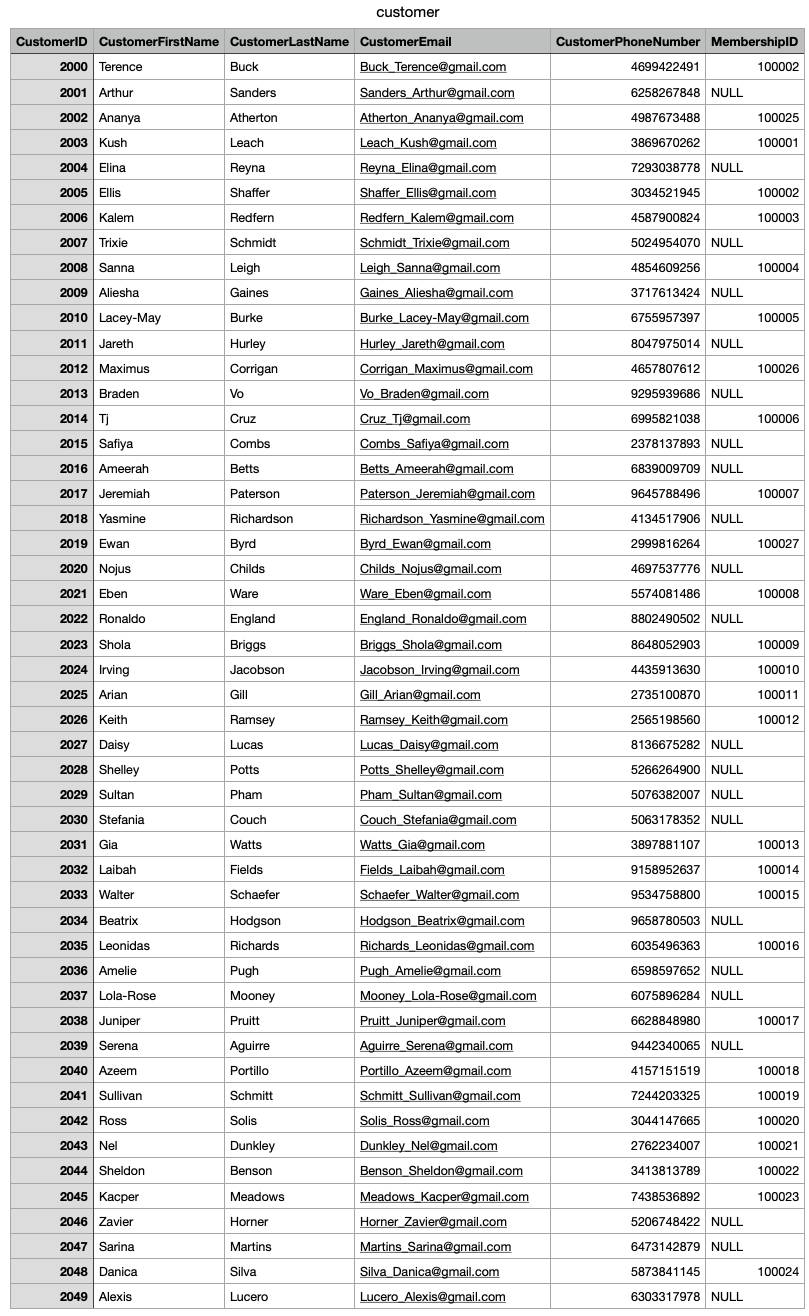 customer
CustomerID CustomerFirstName CustomerLastName CustomerEmail CustomerPhoneNumber MembershipID
2000 Terence Buck Buck_Terence@gmail.com 4699422491 100002
2001 Arthur Sanders Sanders_Arthur@gmail.com 6258267848 NULL
2002 Ananya Atherton Atherton_Ananya@gmail.com 4987673488 100025
2003 Kush Leach Leach_Kush@gmail.com 3869670262 100001
2004 Elina Reyna Reyna_Elina@gmail.com 7293038778 NULL
2005 Ellis Shaffer Shaffer_Ellis@gmail.com 3034521945 100002
2006 Kalem Redfern Redfern_Kalem@gmail.com 4587900824 100003
2007 Trixie Schmidt Schmidt_Trixie@gmail.com 5024954070 NULL
2008 Sanna Leigh Leigh_Sanna@gmail.com 4854609256 100004
2009 Aliesha Gaines Gaines_Aliesha@gmail.com 3717613424 NULL
2010 Lacey-May Burke Burke_Lacey-May@gmail.com 6755957397 100005
2011 Jareth Hurley Hurley_Jareth@gmail.com 8047975014 NULL
2012 Maximus Corrigan Corrigan_Maximus@gmail.com 4657807612 100026
2013 Braden Vo Vo_Braden@gmail.com 9295939686 NULL
2014 Tj Cruz Cruz_Tj@gmail.com 6995821038 100006
2015 Safiya Combs Combs_Safiya@gmail.com 2378137893 NULL
2016 Ameerah Betts Betts_Ameerah@gmail.com 6839009709 NULL
2017 Jeremiah Paterson Paterson_Jeremiah@gmail.com 9645788496 100007
2018 Yasmine Richardson Richardson_Yasmine@gmail.com 4134517906 NULL
2019 Ewan Byrd Byrd_Ewan@gmail.com 2999816264 100027
2020 Nojus Childs Childs_Nojus@gmail.com 4697537776 NULL
2021 Eben Ware Ware_Eben@gmail.com 5574081486 100008
2022 Ronaldo England England_Ronaldo@gmail.com 8802490502 NULL
2023 Shola Briggs Briggs_Shola@gmail.com 8648052903 100009
2024 Irving Jacobson Jacobson_Irving@gmail.com 4435913630 100010
2025 Arian Gill Gill_Arian@gmail.com 2735100870 100011
2026 Keith Ramsey Ramsey_Keith@gmail.com 2565198560 100012
2027 Daisy Lucas Lucas_Daisy@gmail.com 8136675282 NULL
2028 Shelley Potts Potts_Shelley@gmail.com 5266264900 NULL
2029 Sultan Pham Pham_Sultan@gmail.com 5076382007 NULL
2030 Stefania Couch Couch_Stefania@gmail.com 5063178352 NULL
2031 Gia Watts Watts_Gia@gmail.com 3897881107 100013
2032 Laibah Fields Fields_Laibah@gmail.com 9158952637 100014
2033 Walter Schaefer Schaefer_Walter@gmail.com 9534758800 100015
2034 Beatrix Hodgson Hodgson_Beatrix@gmail.com 9658780503 NULL
2035 Leonidas Richards Richards_Leonidas@gmail.com 6035496363 100016
2036 Amelie Pugh Pugh_Amelie@gmail.com 6598597652 NULL
2037 Lola-Rose Mooney Mooney_Lola-Rose@gmail.com 6075896284 NULL
2038 Juniper Pruitt Pruitt_Juniper@gmail.com 6628848980 100017
2039 Serena Aguirre Aguirre_Serena@gmail.com 9442340065 NULL
2040 Azeem Portillo Portillo_Azeem@gmail.com 4157151519 100018
2041 Sullivan Schmitt Schmitt_Sullivan@gmail.com 7244203325 100019
2042 Ross Solis Solis_Ross@gmail.com 3044147665 100020
2043 Nel Dunkley Dunkley_Nel@gmail.com 2762234007 100021
2044 Sheldon Benson Benson_Sheldon@gmail.com 3413813789 100022
2045 Kacper Meadows Meadows_Kacper@gmail.com 7438536892 100023
2046 Zavier Horner Horner_Zavier@gmail.com 5206748422 NULL
2047 Sarina Martins Martins_Sarina@gmail.com 6473142879 NULL
2048 Danica Silva Silva_Danica@gmail.com 5873841145 100024
2049 Alexis Lucero Lucero_Alexis@gmail.com 6303317978 NULL